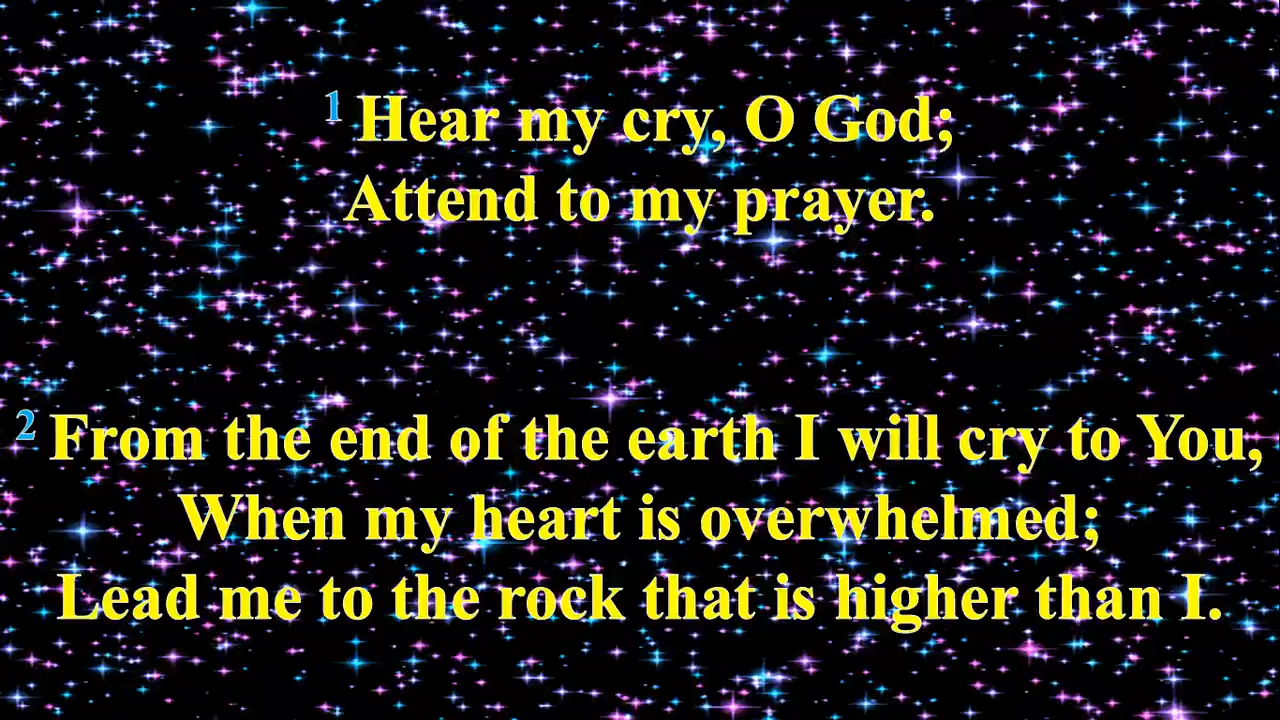 1 Hear my cry, O God;
Attend to my prayer.
2 From the end of the earth I will cry to You,
When my heart is overwhelmed;
Lead me to the rock that is higher than I.